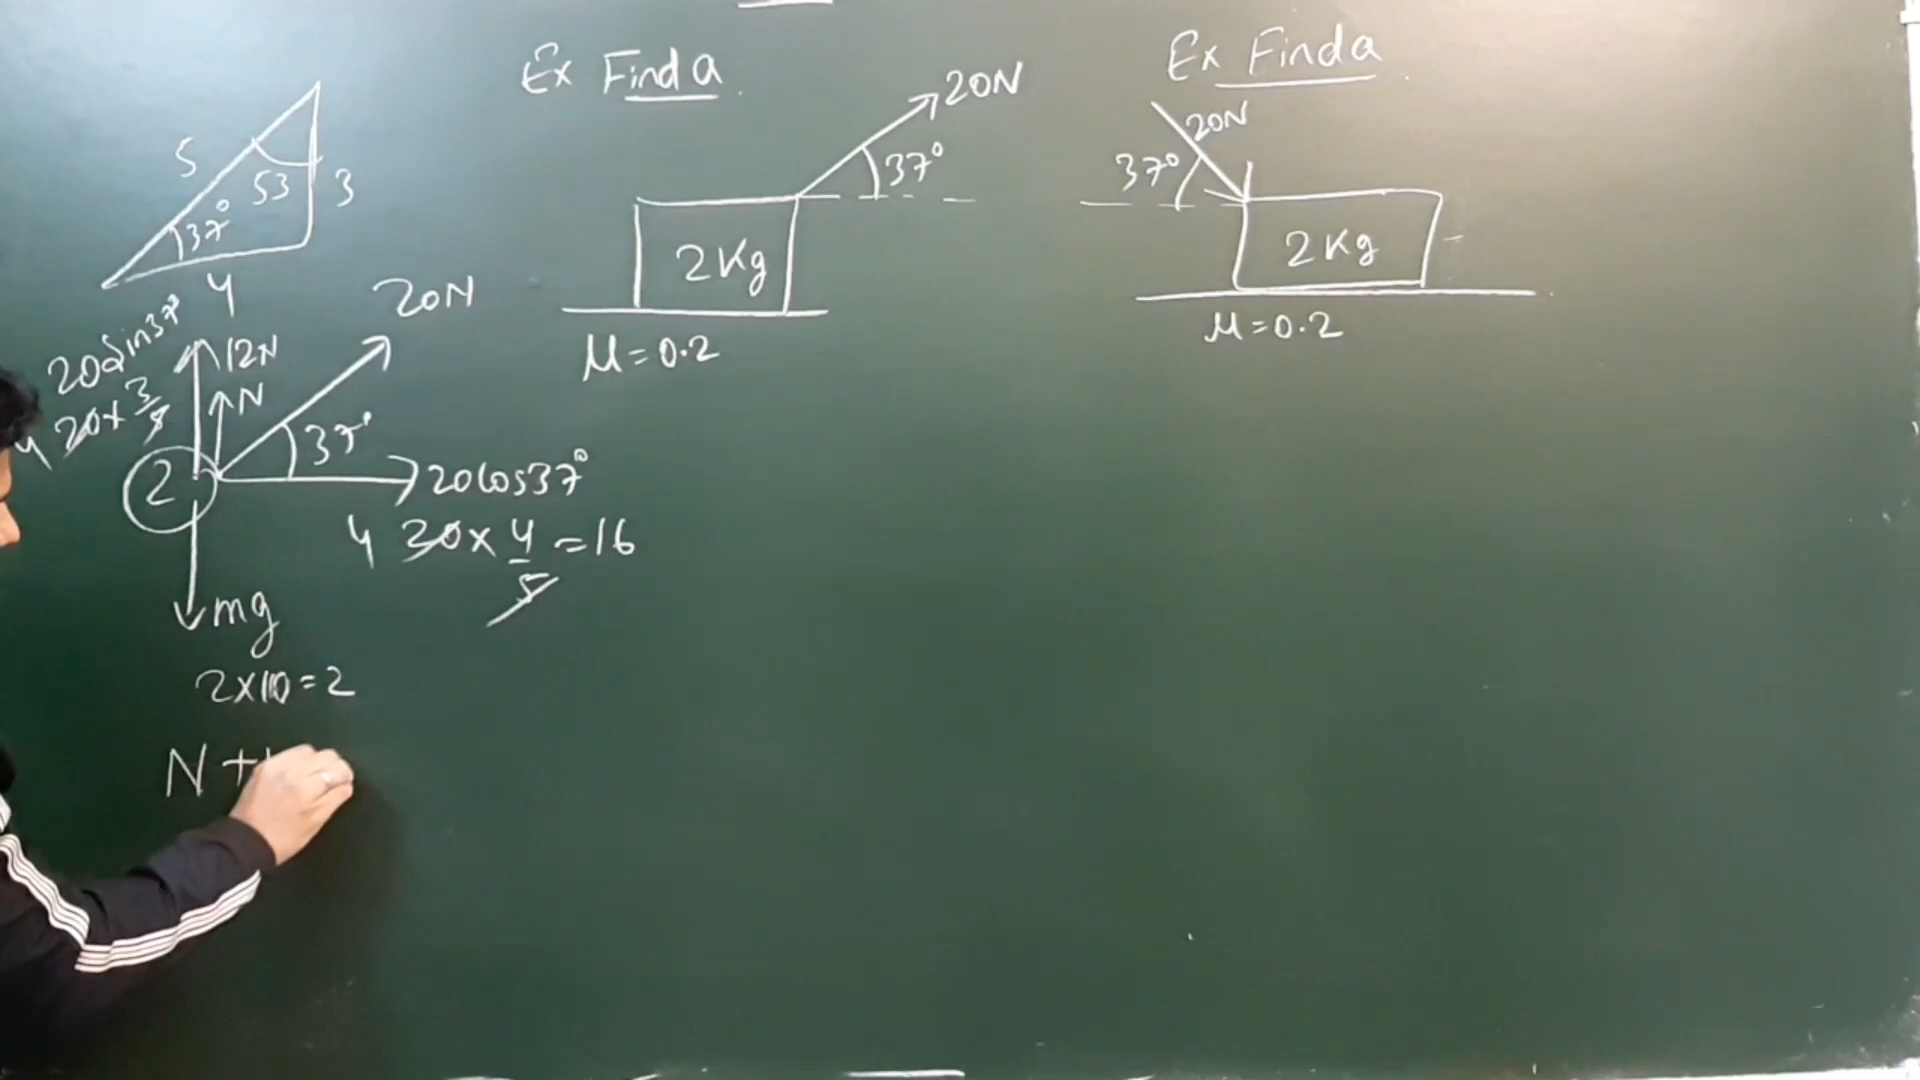 Ex Find a.
20N
37°
2Kg
μ=0.2
Ex Find a.
20N
37°
2Kg
μ=0.2
5
53
3
37°
4
20N
20Sin37°
12N
4 20×3/5
N
37°
2
20Cos37°
4 20×4/5=16
mg
2×10=2
N+